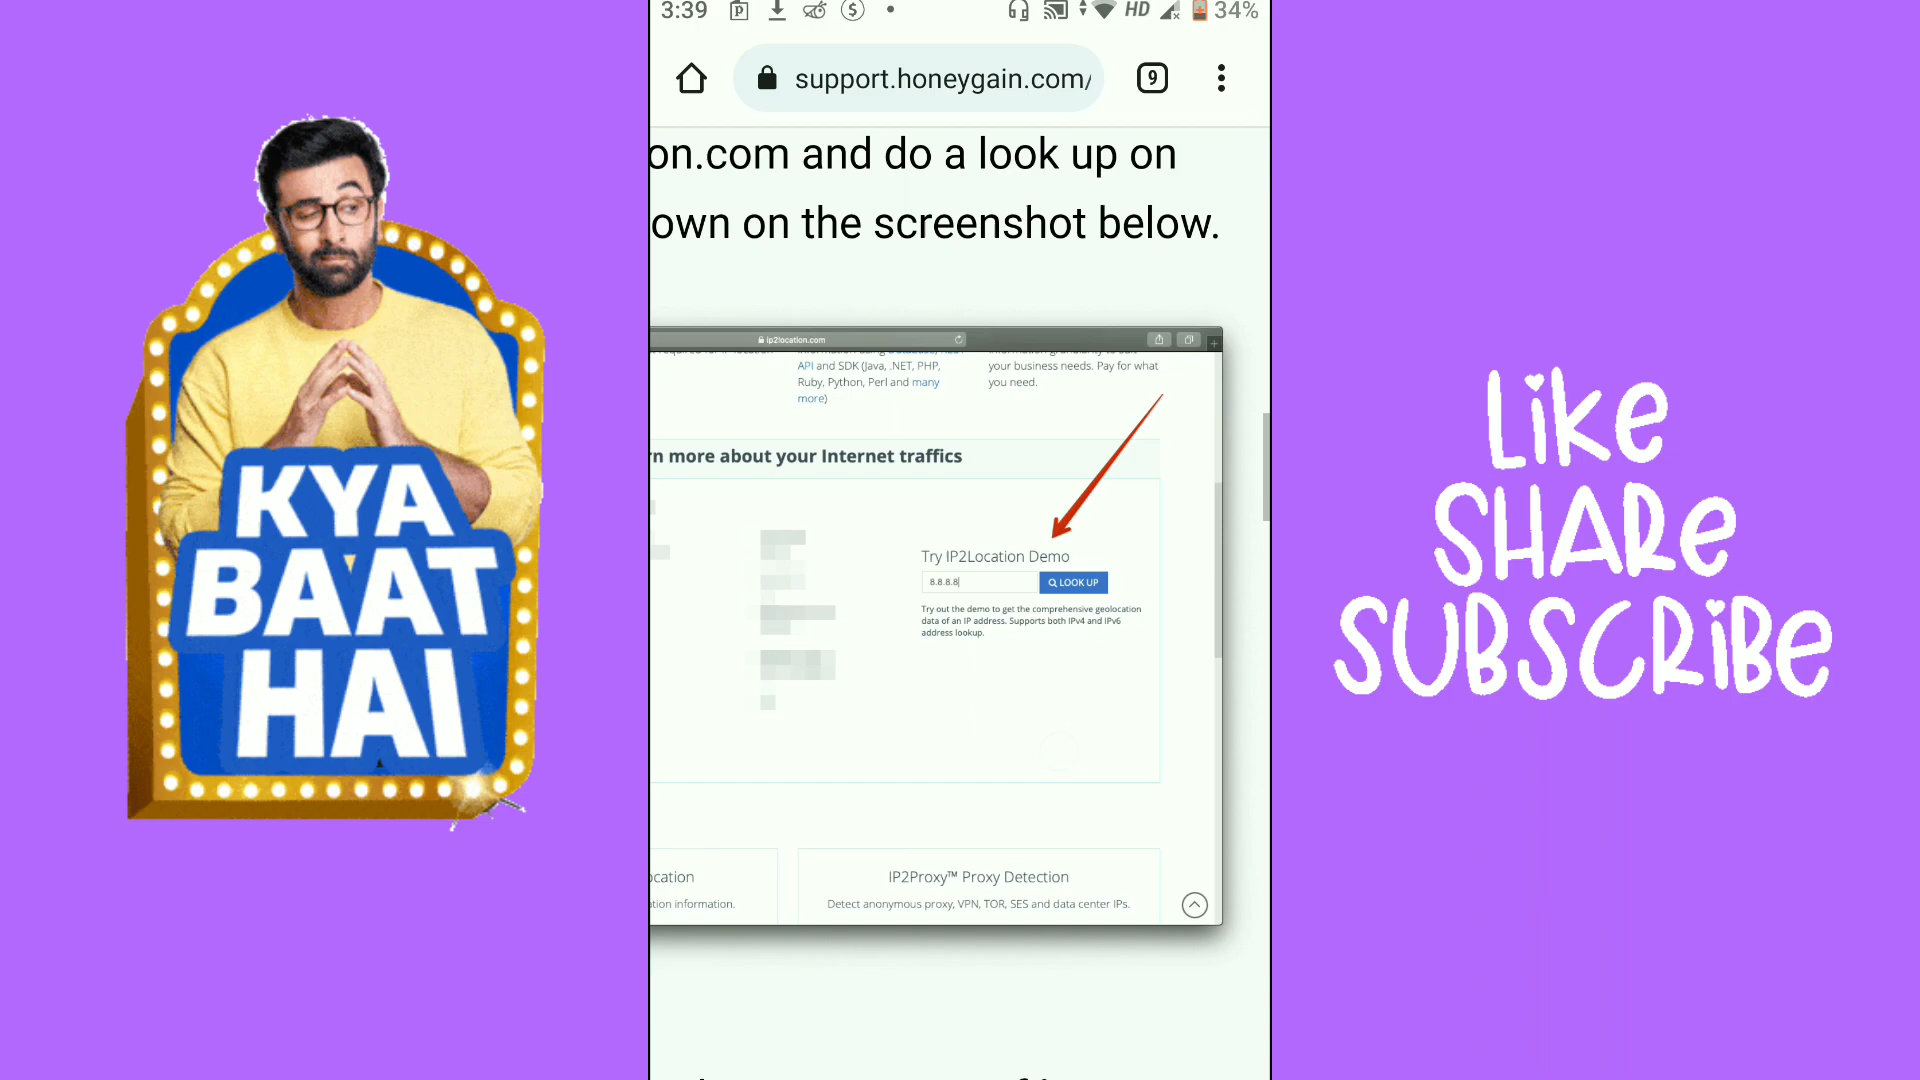 3:39
HD
34%
support.honeygain.com/
9
on.com and do a look up on
own on the screenshot below.
ip2location.com
API and SDK (Java, .NET, PHP,
Ruby, Python, Perl and many
more)
your business needs. Pay for what
you need.
n more about your Internet traffics
Try IP2Location Demo
8.8.8.8
LOOK UP
Try out the demo to get the comprehensive geolocation
data of an IP address. Supports both IPv4 and IPv6
address lookup.
ocation
tion information.
IP2Proxy™ Proxy Detection
Detect anonymous proxy, VPN, TOR, SES and data center IPs.
KYA
BAAT
HAI
LIKE
SHARE
SUBSCRIBE